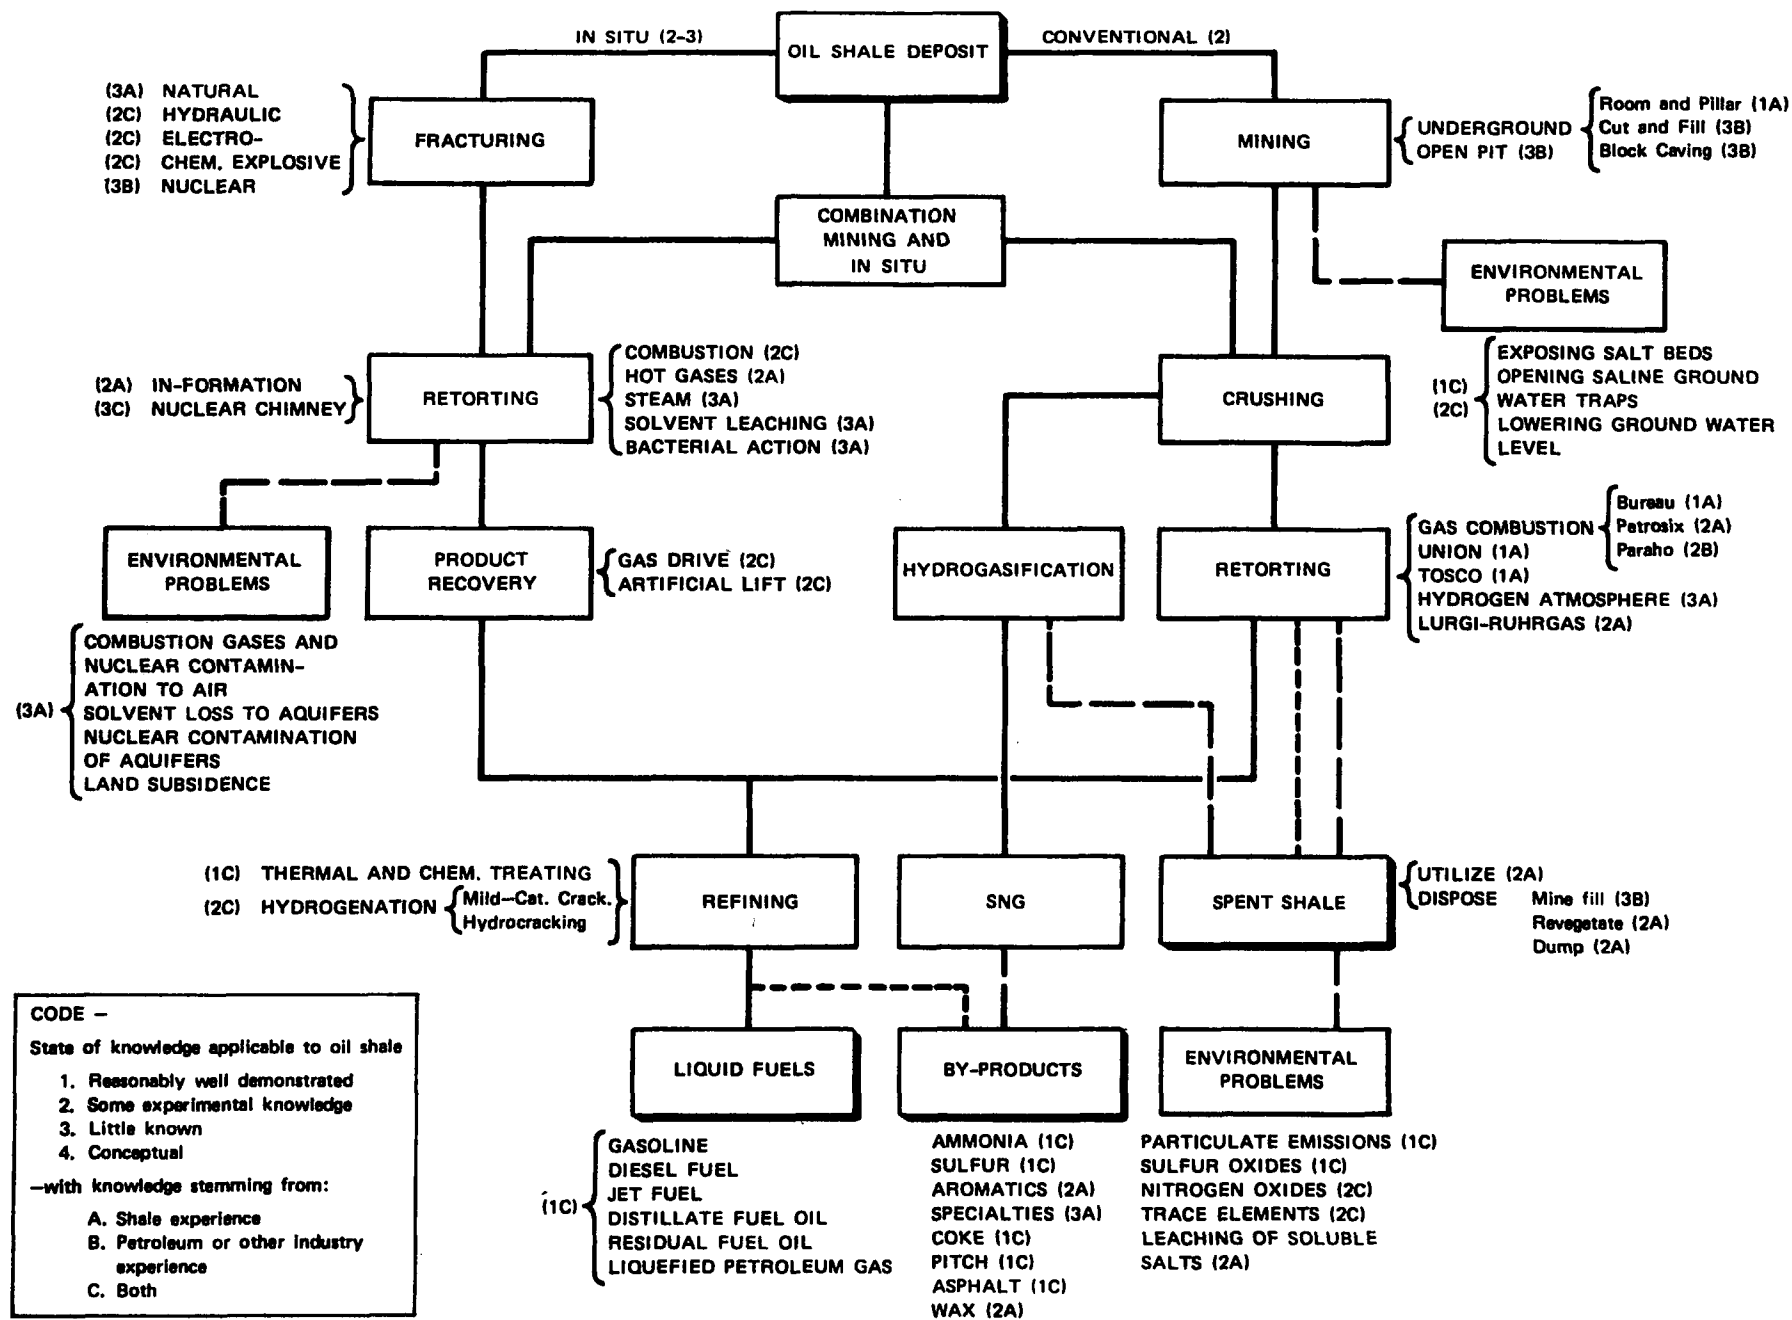 IN SITU (2-3)
OIL SHALE DEPOSIT
CONVENTIONAL (2)
(3A) NATURAL
(2C) HYDRAULIC
(2C) ELECTRO-
(2C) CHEM. EXPLOSIVE
(3B) NUCLEAR
FRACTURING
MINING
UNDERGROUND
OPEN PIT (3B)
Room and Pillar (1A)
Cut and Fill (3B)
Block Caving (3B)
COMBINATION
MINING AND
IN SITU
ENVIRONMENTAL
PROBLEMS
(1C)
(2C)
EXPOSING SALT BEDS
OPENING SALINE GROUND
WATER TRAPS
LOWERING GROUND WATER
LEVEL
(2A) IN-FORMATION
(3C) NUCLEAR CHIMNEY
RETORTING
COMBUSTION (2C)
HOT GASES (2A)
STEAM (3A)
SOLVENT LEACHING (3A)
BACTERIAL ACTION (3A)
CRUSHING
ENVIRONMENTAL
PROBLEMS
PRODUCT
RECOVERY
GAS DRIVE (2C)
ARTIFICIAL LIFT (2C)
HYDROGASIFICATION
RETORTING
GAS COMBUSTION
UNION (1A)
TOSCO (1A)
HYDROGEN ATMOSPHERE (3A)
LURGI-RUHRGAS (2A)
Bureau (1A)
Petrosix (2A)
Paraho (2B)
(3A)
COMBUSTION GASES AND
NUCLEAR CONTAMIN-
ATION TO AIR
SOLVENT LOSS TO AQUIFERS
NUCLEAR CONTAMINATION
OF AQUIFERS
LAND SUBSIDENCE
(1C) THERMAL AND CHEM. TREATING
(2C) HYDROGENATION
Mild-Cat. Crack.
Hydrocracking
REFINING
SNG
SPENT SHALE
UTILIZE (2A)
DISPOSE Mine fill (3B)
Revegetate (2A)
Dump (2A)
LIQUID FUELS
BY-PRODUCTS
ENVIRONMENTAL
PROBLEMS
(1C)
GASOLINE
DIESEL FUEL
JET FUEL
DISTILLATE FUEL OIL
RESIDUAL FUEL OIL
LIQUEFIED PETROLEUM GAS
AMMONIA (1C)
SULFUR (1C)
AROMATICS (2A)
SPECIALTIES (3A)
COKE (1C)
PITCH (1C)
ASPHALT (1C)
WAX (2A)
PARTICULATE EMISSIONS (1C)
SULFUR OXIDES (1C)
NITROGEN OXIDES (2C)
TRACE ELEMENTS (2C)
LEACHING OF SOLUBLE
SALTS (2A)
CODE –
State of knowledge applicable to oil shale
1. Reasonably well demonstrated
2. Some experimental knowledge
3. Little known
4. Conceptual
—with knowledge stemming from:
A. Shale experience
B. Petroleum or other industry
experience
C. Both